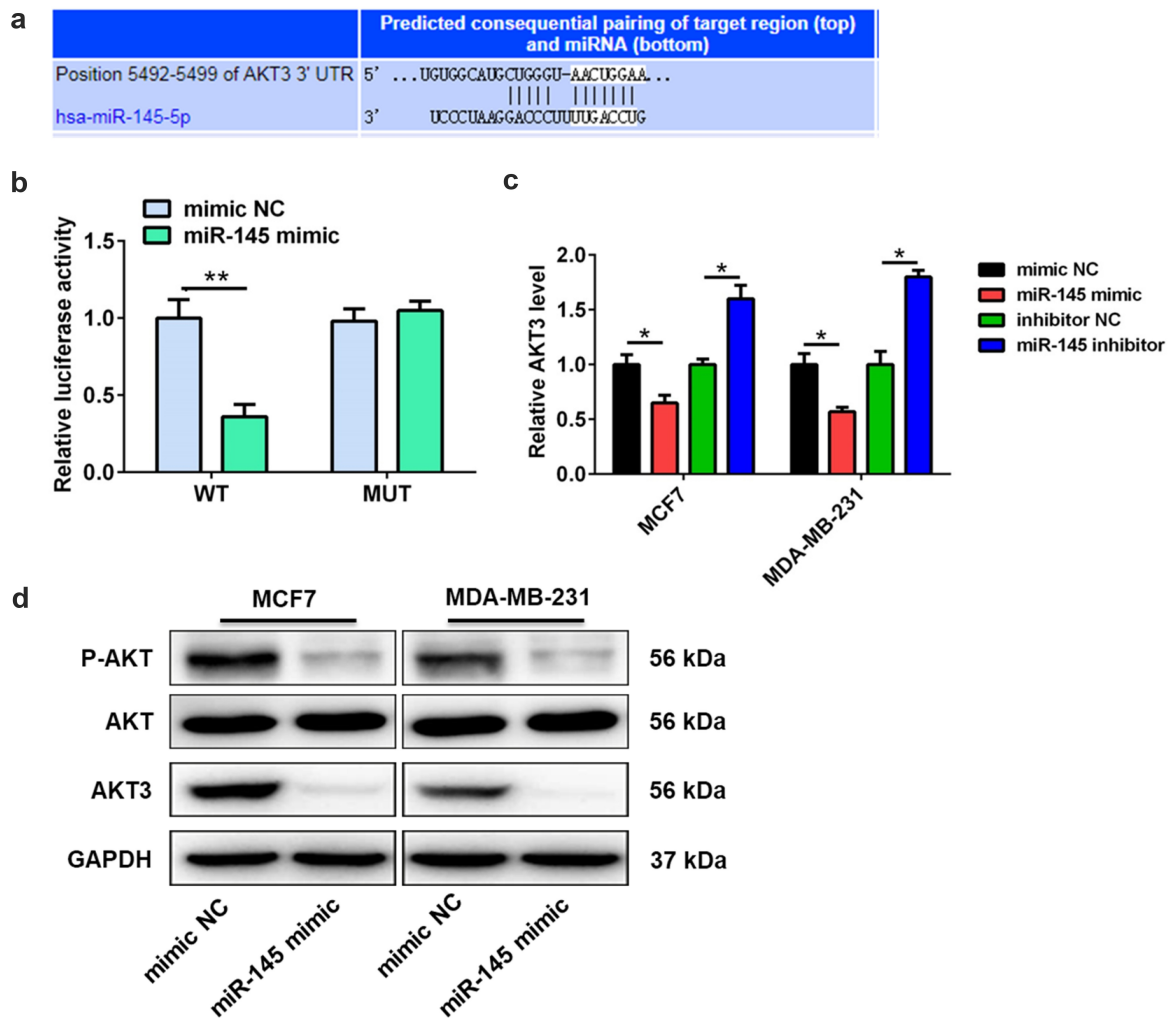 a
Predicted consequential pairing of target region (top)
and miRNA (bottom)
Position 5492-5499 of AKT3 3' UTR 5' ...UGUGGCAUGCUGGGU-AACUGGAA...
hsa-miR-145-5p 3' UCCCUAAGGACCCUUUUGACCUG
b
mimic NC
miR-145 mimic
Relative luciferase activity
1.5
1.0
0.5
0.0
**
WT
MUT
c
Relative AKT3 level
2.0
1.5
1.0
0.5
0.0
*
*
*
*
MCF7
MDA-MB-231
mimic NC
miR-145 mimic
inhibitor NC
miR-145 inhibitor
d
MCF7
MDA-MB-231
P-AKT
56 kDa
AKT
56 kDa
AKT3
56 kDa
GAPDH
37 kDa
mimic NC
miR-145 mimic
mimic NC
miR-145 mimic